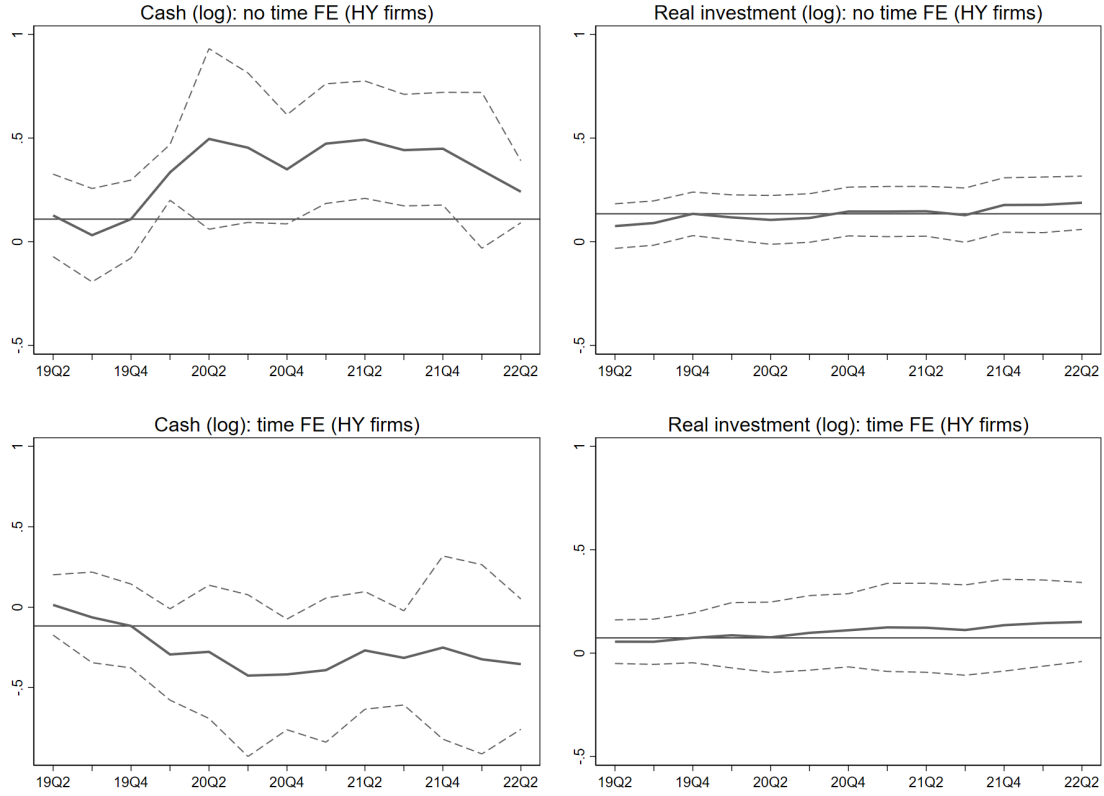 Cash (log): no time FE (HY firms)
1
.5
0
-.5
19Q2 19Q4 20Q2 20Q4 21Q2 21Q4 22Q2
Real investment (log): no time FE (HY firms)
1
.5
0
-.5
19Q2 19Q4 20Q2 20Q4 21Q2 21Q4 22Q2
Cash (log): time FE (HY firms)
1
.5
0
-.5
19Q2 19Q4 20Q2 20Q4 21Q2 21Q4 22Q2
Real investment (log): time FE (HY firms)
1
.5
0
-.5
19Q2 19Q4 20Q2 20Q4 21Q2 21Q4 22Q2